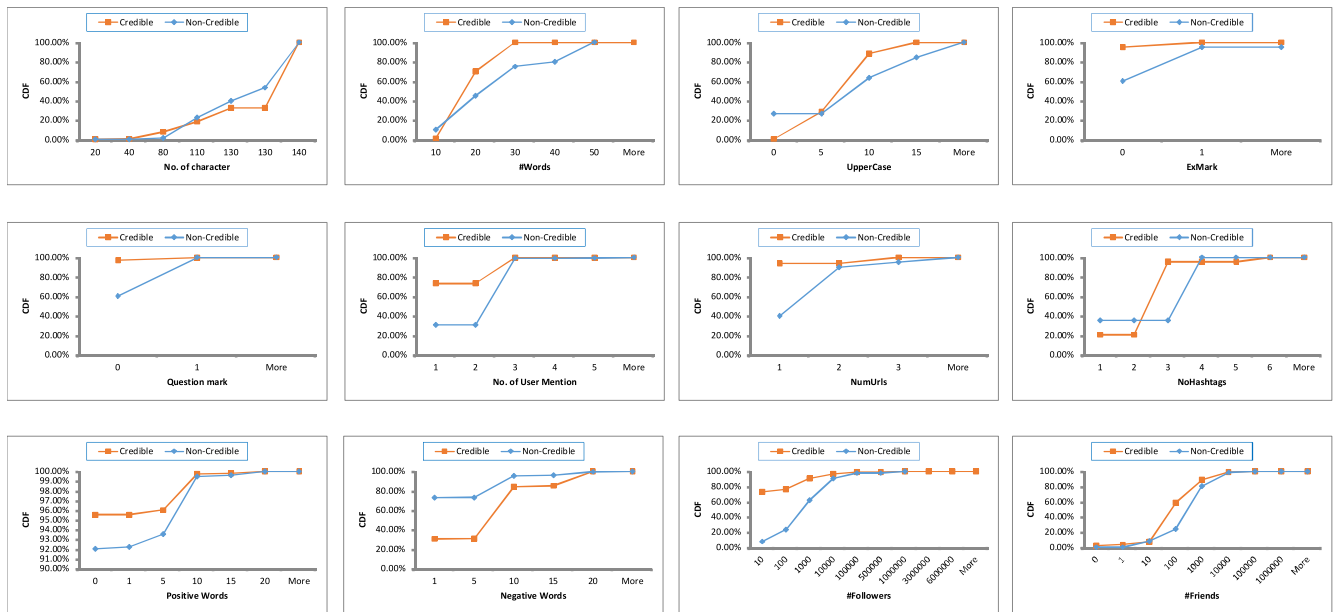 Credible Non-Credible
100.00%
80.00%
60.00%
40.00%
20.00%
0.00%
CDF
20 40 80 110 130 130 140
No. of character
Credible Non-Credible
100.00%
80.00%
60.00%
40.00%
20.00%
0.00%
CDF
10 20 30 40 50 More
#Words
Credible Non-Credible
100.00%
80.00%
60.00%
40.00%
20.00%
0.00%
CDF
0 5 10 15 More
UpperCase
Credible Non-Credible
100.00%
80.00%
60.00%
40.00%
20.00%
0.00%
CDF
0 1 More
ExMark
Credible Non-Credible
100.00%
80.00%
60.00%
40.00%
20.00%
0.00%
CDF
0 1 More
Question mark
Credible Non-Credible
100.00%
80.00%
60.00%
40.00%
20.00%
0.00%
CDF
1 2 3 4 5 More
No. of User Mention
Credible Non-Credible
100.00%
80.00%
60.00%
40.00%
20.00%
0.00%
CDF
1 2 3 More
NumUrls
Credible Non-Credible
100.00%
80.00%
60.00%
40.00%
20.00%
0.00%
CDF
1 2 3 4 5 6 More
NoHashtags
Credible Non-Credible
100.00%
99.00%
98.00%
97.00%
96.00%
95.00%
94.00%
93.00%
92.00%
91.00%
90.00%
CDF
0 1 5 10 15 20 More
Positive Words
Credible Non-Credible
100.00%
80.00%
60.00%
40.00%
20.00%
0.00%
CDF
1 5 10 15 20 More
Negative Words
Credible Non-Credible
100.00%
80.00%
60.00%
40.00%
20.00%
0.00%
CDF
10 100 1000 10000 100000 500000 1000000 3000000 6000000 More
#Followers
Credible Non-Credible
100.00%
80.00%
60.00%
40.00%
20.00%
0.00%
CDF
0 1 10 100 1000 10000 100000 1000000 More
#Friends